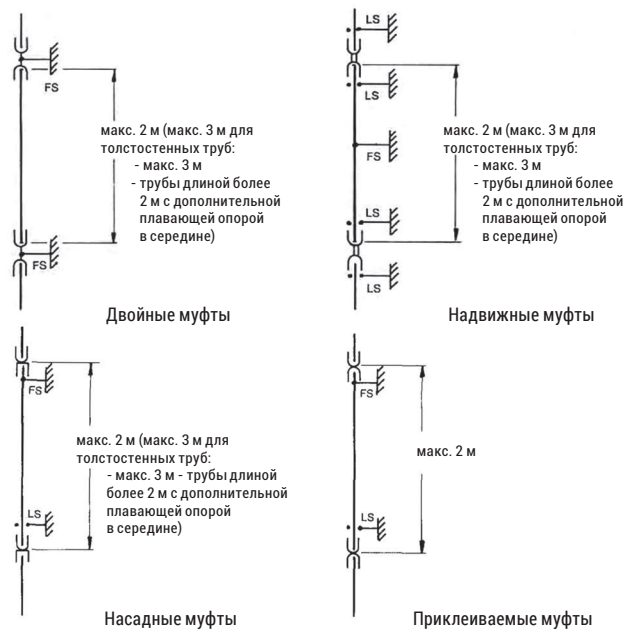 FS
макс. 2 м (макс. 3 м для
толстостенных труб:
- макс. 3 м
- трубы длиной более
2 м с дополнительной
плавающей опорой
в середине)
FS
Двойные муфты
LS
LS
макс. 2 м (макс. 3 м для
толстостенных труб:
- макс. 3 м
- трубы длиной более
2 м с дополнительной
плавающей опорой
в середине)
FS
LS
LS
Надвижные муфты
FS
макс. 2 м (макс. 3 м для
толстостенных труб:
- макс. 3 м - трубы длиной
более 2 м с дополнительной
плавающей опорой
в середине)
LS
Насадные муфты
FS
макс. 2 м
LS
Приклеиваемые муфты